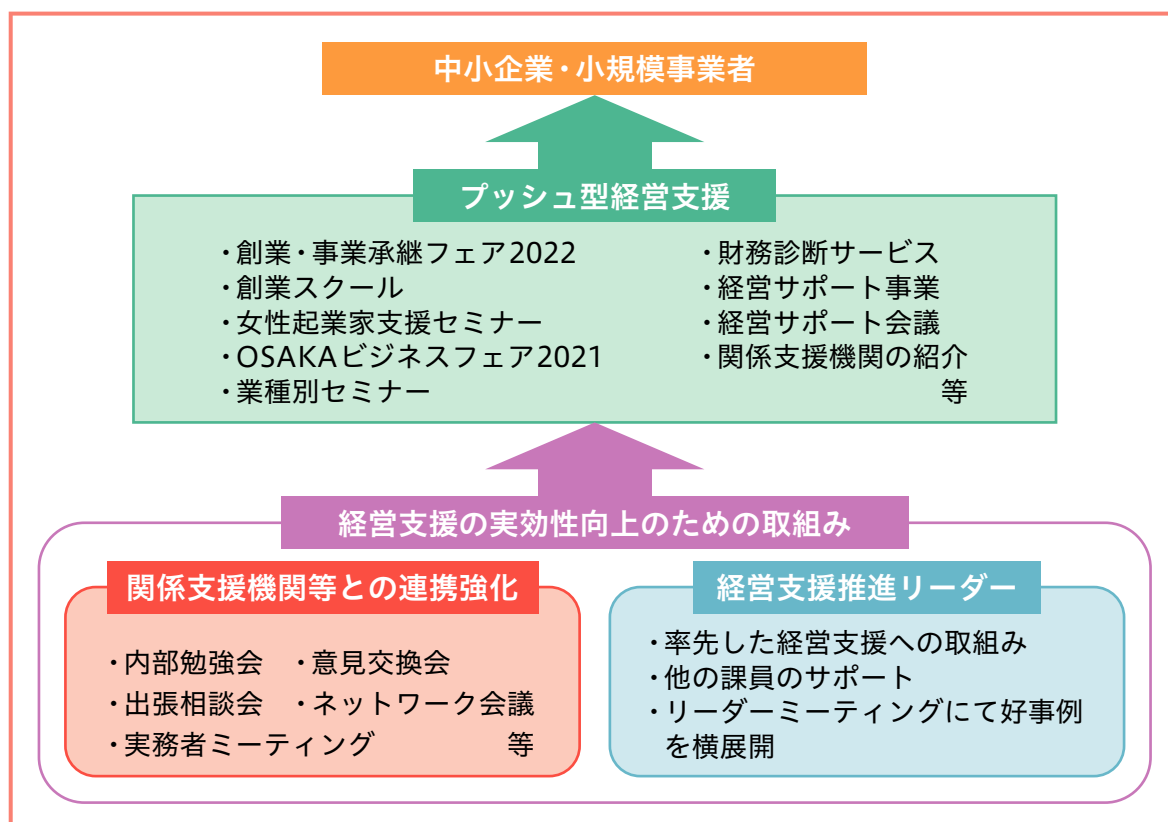 中小企業・小規模事業者
プッシュ型経営支援
・創業・事業承継フェア2022
・創業スクール
・女性起業家支援セミナー
・OSAKAビジネスフェア2021
・業種別セミナー
・財務診断サービス
・経営サポート事業
・経営サポート会議
・関係支援機関の紹介
等
経営支援の実効性向上のための取組み
関係支援機関等との連携強化
・内部勉強会 ・意見交換会
・出張相談会 ・ネットワーク会議
・実務者ミーティング 等
経営支援推進リーダー
・率先した経営支援への取組み
・他の課員のサポート
・リーダーミーティングにて好事例
を横展開